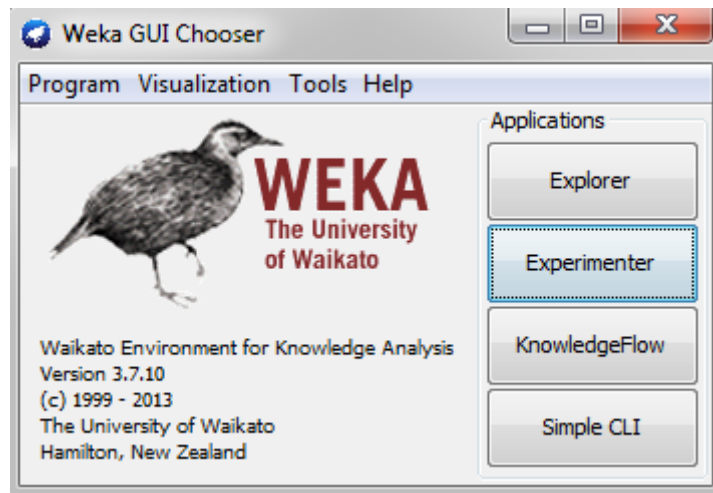 Weka GUI Chooser
Program Visualization Tools Help
WEKA
The University
of Waikato
Waikato Environment for Knowledge Analysis
Version 3.7.10
(c) 1999 - 2013
The University of Waikato
Hamilton, New Zealand
Applications
Explorer
Experimenter
KnowledgeFlow
Simple CLI